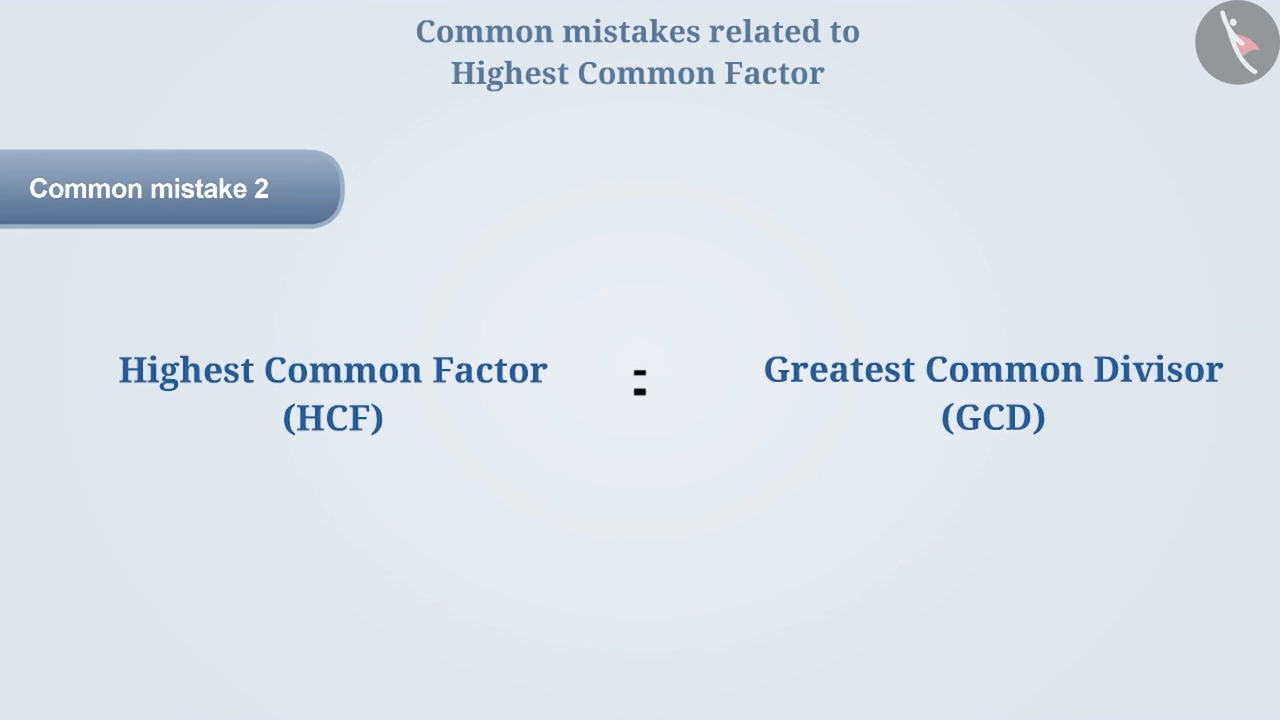 Common mistakes related to
Highest Common Factor
Common mistake 2
Highest Common Factor
(HCF)
=
Greatest Common Divisor
(GCD)